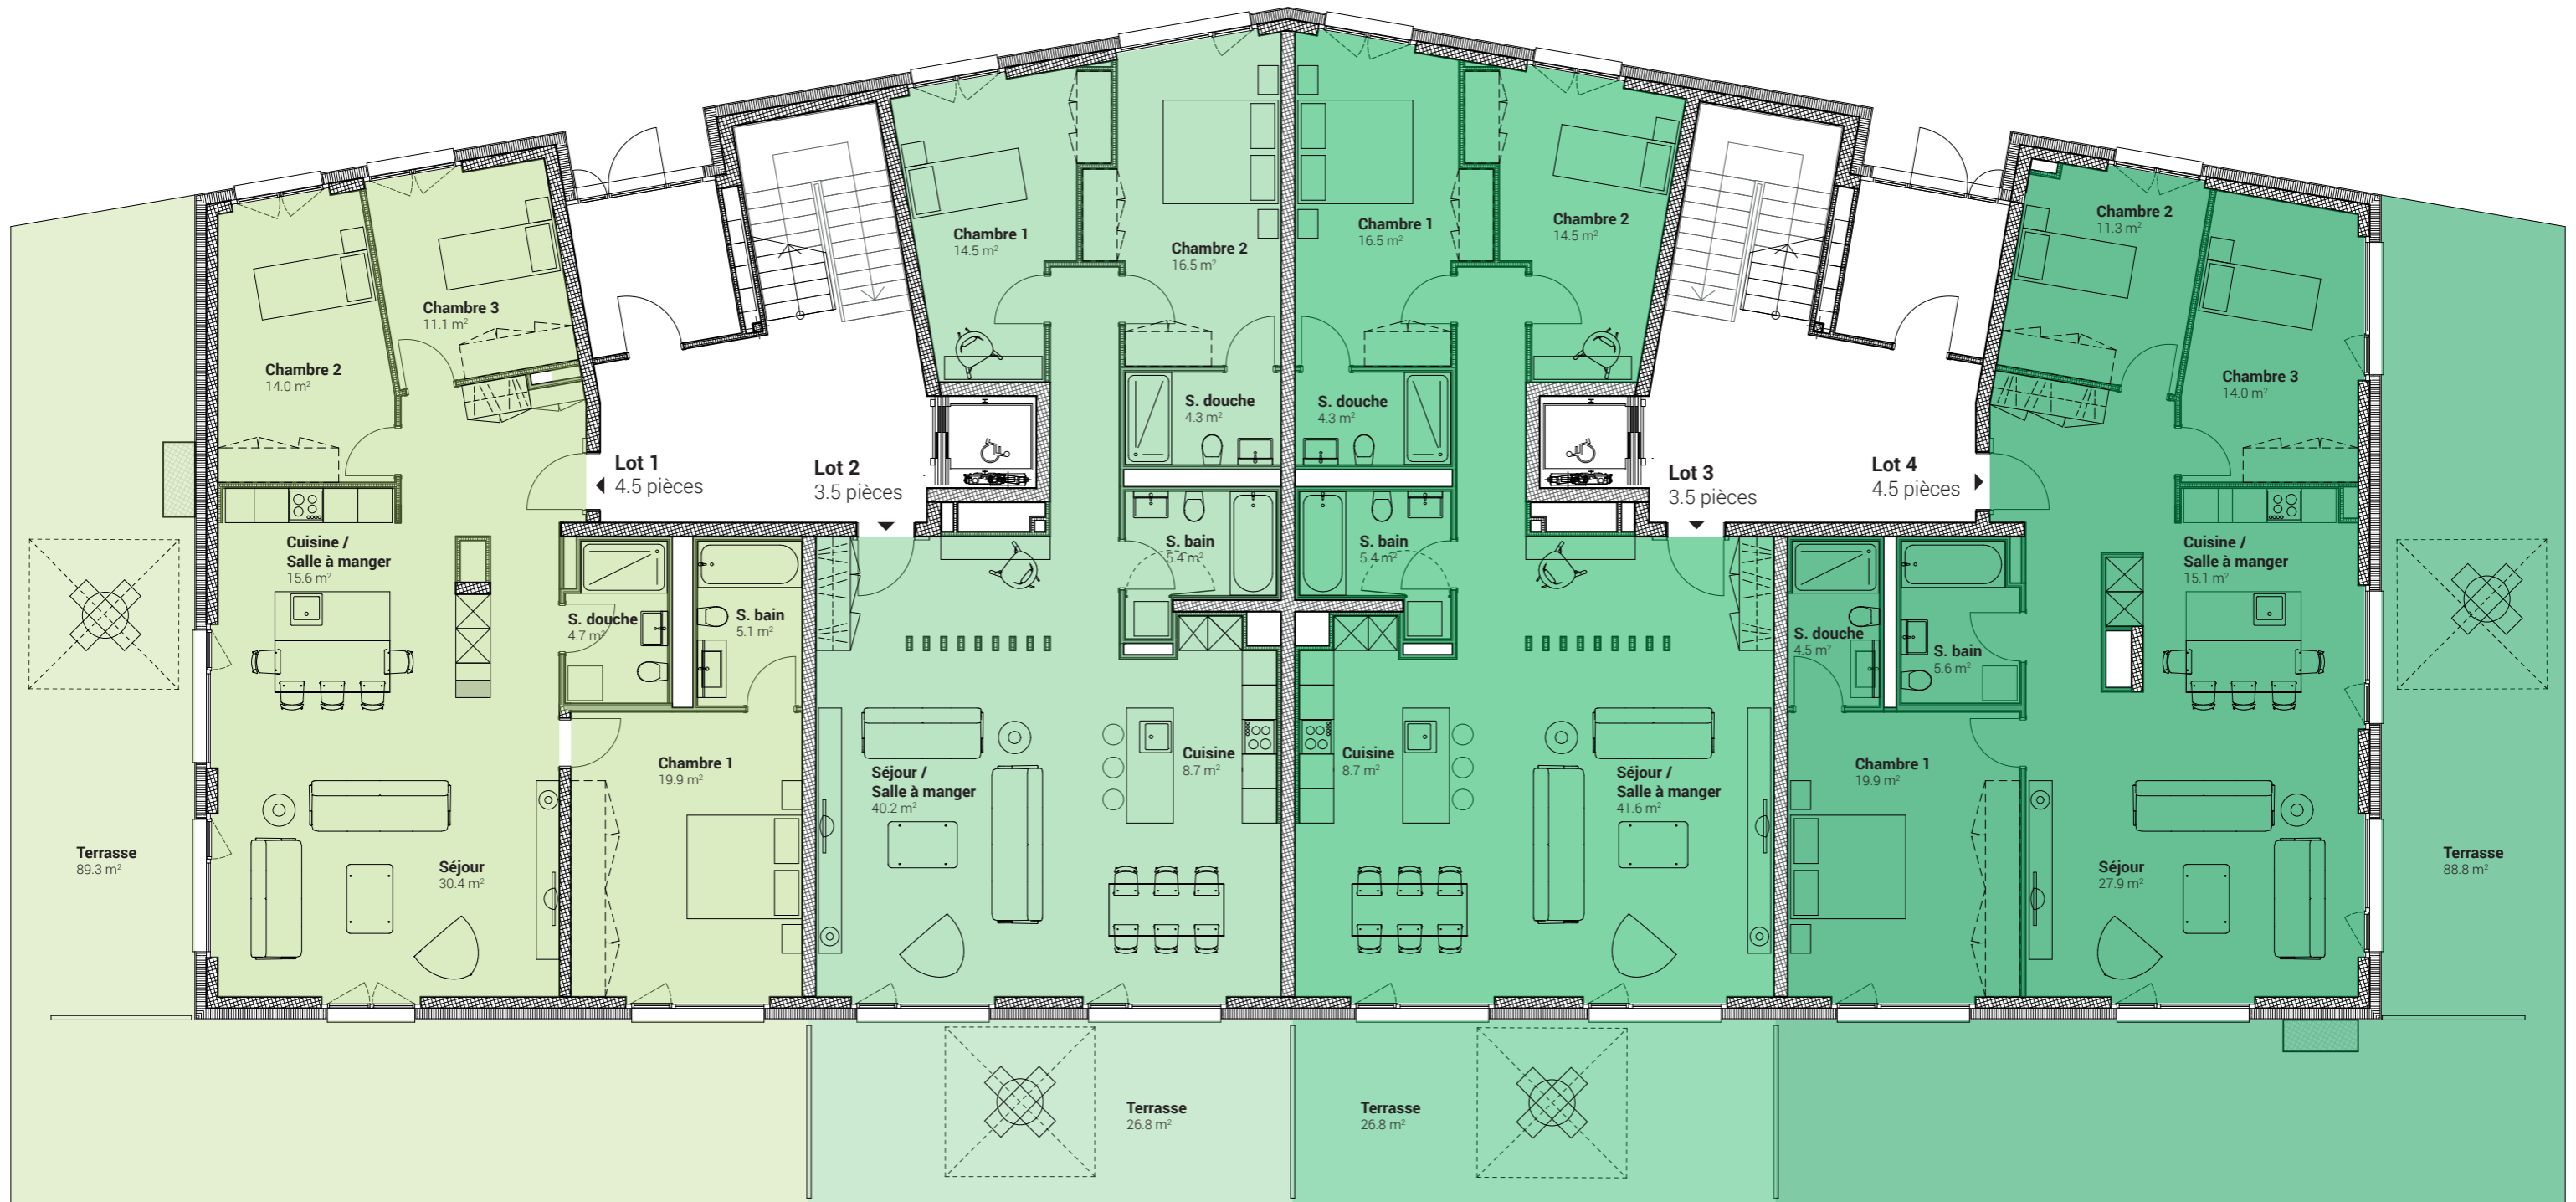 Lot 1
4.5 pièces
Chambre 2
14.0 m²
Chambre 3
11.1 m²
Cuisine /
Salle à manger
15.6 m²
S. douche
4.7 m²
S. bain
5.1 m²
Chambre 1
19.9 m²
Séjour
30.4 m²
Terrasse
89.3 m²
Lot 2
3.5 pièces
Chambre 1
14.5 m²
Chambre 2
16.5 m²
S. douche
4.3 m²
S. bain
5.4 m²
Cuisine
8.7 m²
Séjour /
Salle à manger
40.2 m²
Terrasse
26.8 m²
Lot 3
3.5 pièces
Chambre 1
16.5 m²
Chambre 2
14.5 m²
S. douche
4.3 m²
S. bain
5.4 m²
Cuisine
8.7 m²
Séjour /
Salle à manger
41.6 m²
Terrasse
26.8 m²
Lot 4
4.5 pièces
Chambre 2
11.3 m²
Chambre 3
14.0 m²
Cuisine /
Salle à manger
15.1 m²
S. douche
4.5 m²
S. bain
5.6 m²
Chambre 1
19.9 m²
Séjour
27.9 m²
Terrasse
88.8 m²